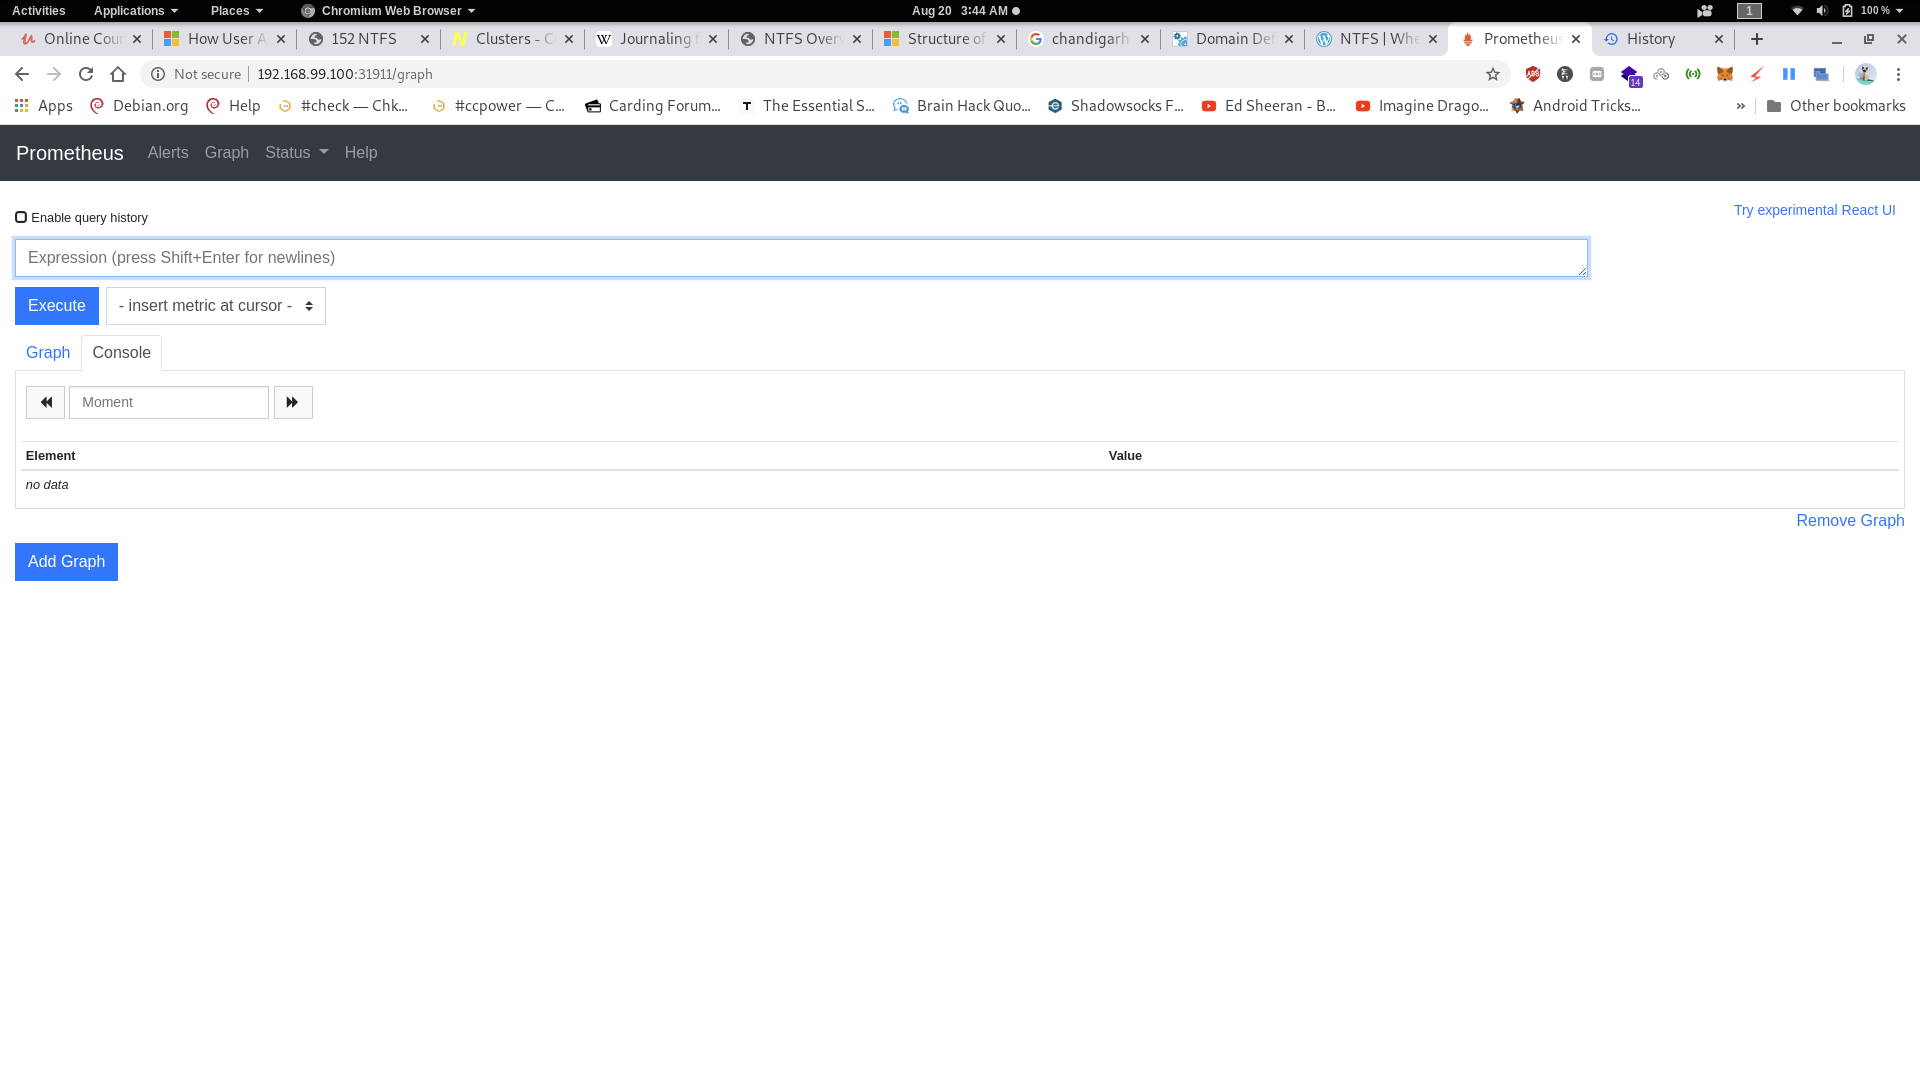 Activities Applications Places Chromium Web Browser Aug 20 3:44 AM 1 100 %
Online Cour How User A 152 NTFS Clusters - C Journaling f NTFS Over Structure of chandigarh Domain Def NTFS | Whe Prometheus History
Not secure 192.168.99.100:31911/graph 14
Apps Debian.org Help #check — Chk... #ccpower — C... Carding Forum... The Essential S... Brain Hack Quo... Shadowsocks F... Ed Sheeran - B... Imagine Drago... Android Tricks... » Other bookmarks
Prometheus Alerts Graph Status Help
Enable query history
Try experimental React UI
Expression (press Shift+Enter for newlines)
Execute - insert metric at cursor -
Graph Console
Moment
Element Value
no data
Remove Graph
Add Graph